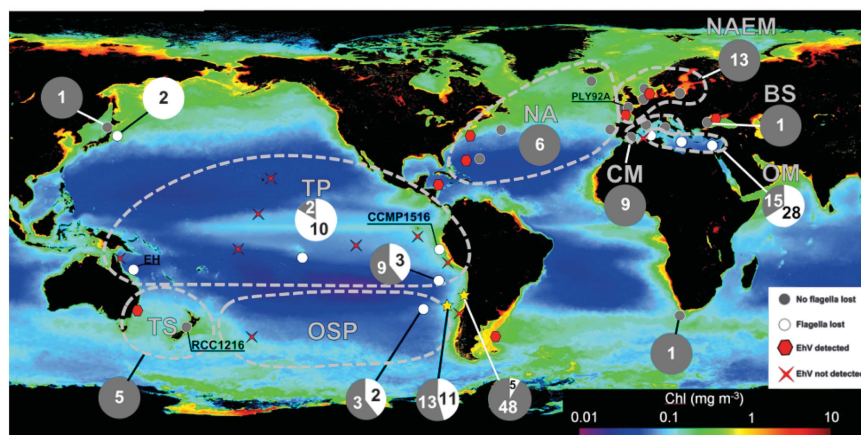 NAEM
13
1
2
PLY92A
BS
NA
1
6
TP
CM
OM
2
10
CCMP1516
9
15
28
EH
9
3
No flagella lost
Flagella lost
TS
OSP
EhV detected
RCC1216
EhV not detected
5
1
3
2
13
11
5
48
Chl (mg m-3)
0.01
0.1
1
10